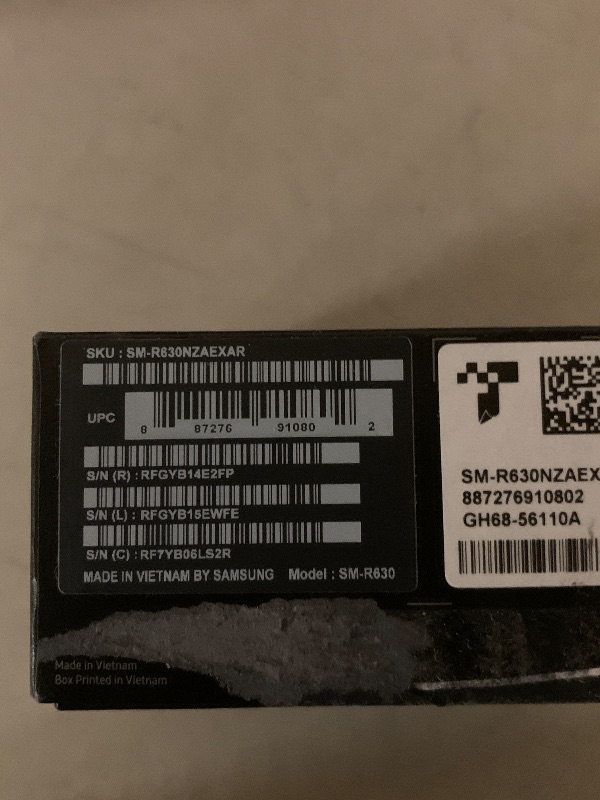 SKU : SM-R630NZAEXAR
UPC
8 87276 91080 2
S/N (R) : RFGYB14E2FP
S/N (L) : RFGYB15EWFE
S/N (C) : RF7YB06LS2R
MADE IN VIETNAM BY SAMSUNG Model : SM-R630
SM-R630NZAEX
887276910802
GH68-56110A
Made in Vietnam
Box Printed in Vietnam